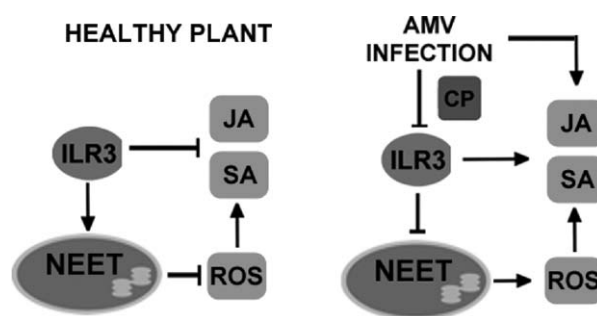 HEALTHY PLANT
JA
ILR3
SA
NEET
ROS
AMV
INFECTION
CP
JA
ILR3
SA
NEET
ROS